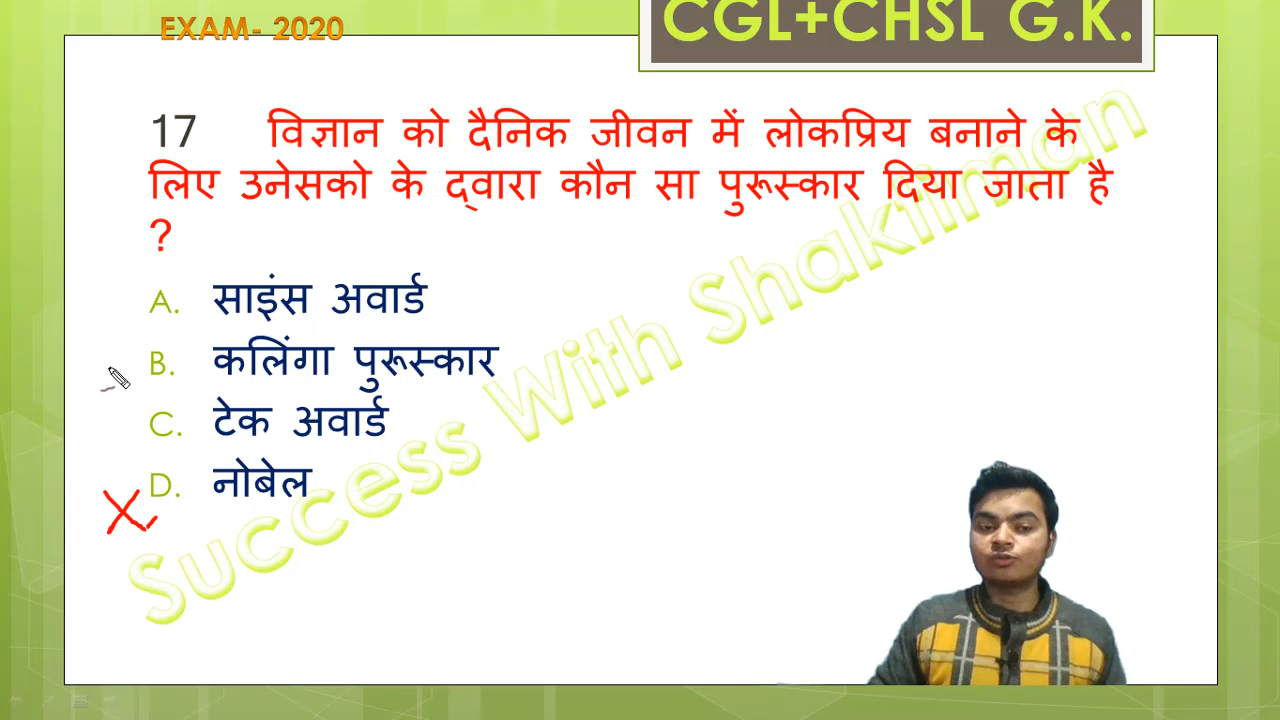 EXAM- 2020
CGL+CHSL G.K.
17 विज्ञान को दैनिक जीवन में लोकप्रिय बनाने के
लिए उनेसको के द्वारा कौन सा पुरूस्कार दिया जाता है
?
A. साइंस अवार्ड
B. कलिंगा पुरूस्कार
C. टेक अवार्ड
D. नोबेल
Success With Shaktiman